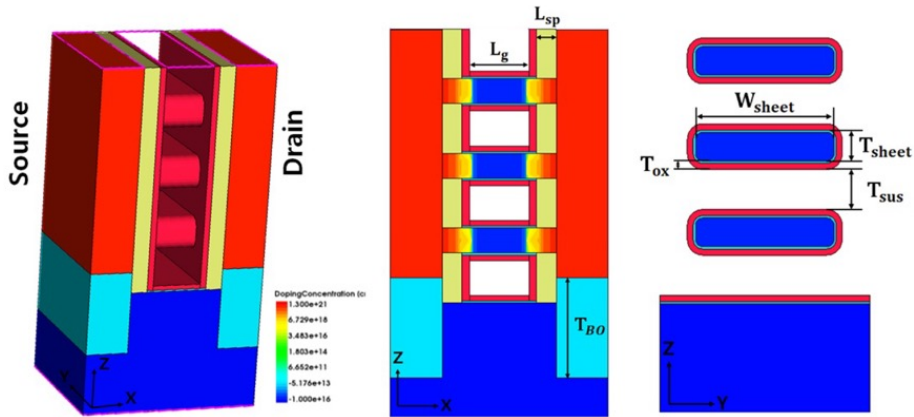 Source
Drain
DopingConcentration (c
1.300e+21
6.729e+18
3.483e+16
1.803e+14
6.652e+11
-5.176e+13
-1.000e+16
Z
Y
X
Lsp
Lg
TBO
Z
X
Wsheet
Tsheet
Tox
Tsus
Z
Y